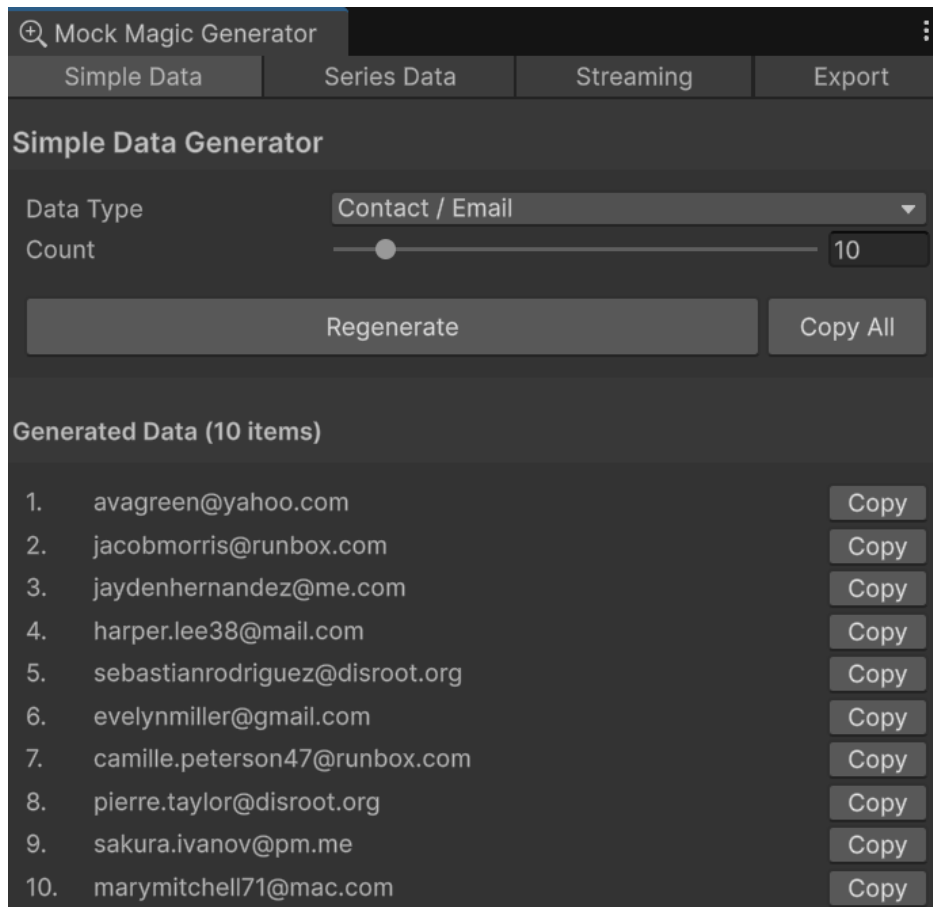 Mock Magic Generator
Simple Data Series Data Streaming Export
Simple Data Generator
Data Type Contact / Email
Count 10
Regenerate Copy All
Generated Data (10 items)
1. avagreen@yahoo.com Copy
2. jacobmorris@runbox.com Copy
3. jaydenhernandez@me.com Copy
4. harper.lee38@mail.com Copy
5. sebastianrodriguez@disroot.org Copy
6. evelynmiller@gmail.com Copy
7. camille.peterson47@runbox.com Copy
8. pierre.taylor@disroot.org Copy
9. sakura.ivanov@pm.me Copy
10. marymitchell71@mac.com Copy